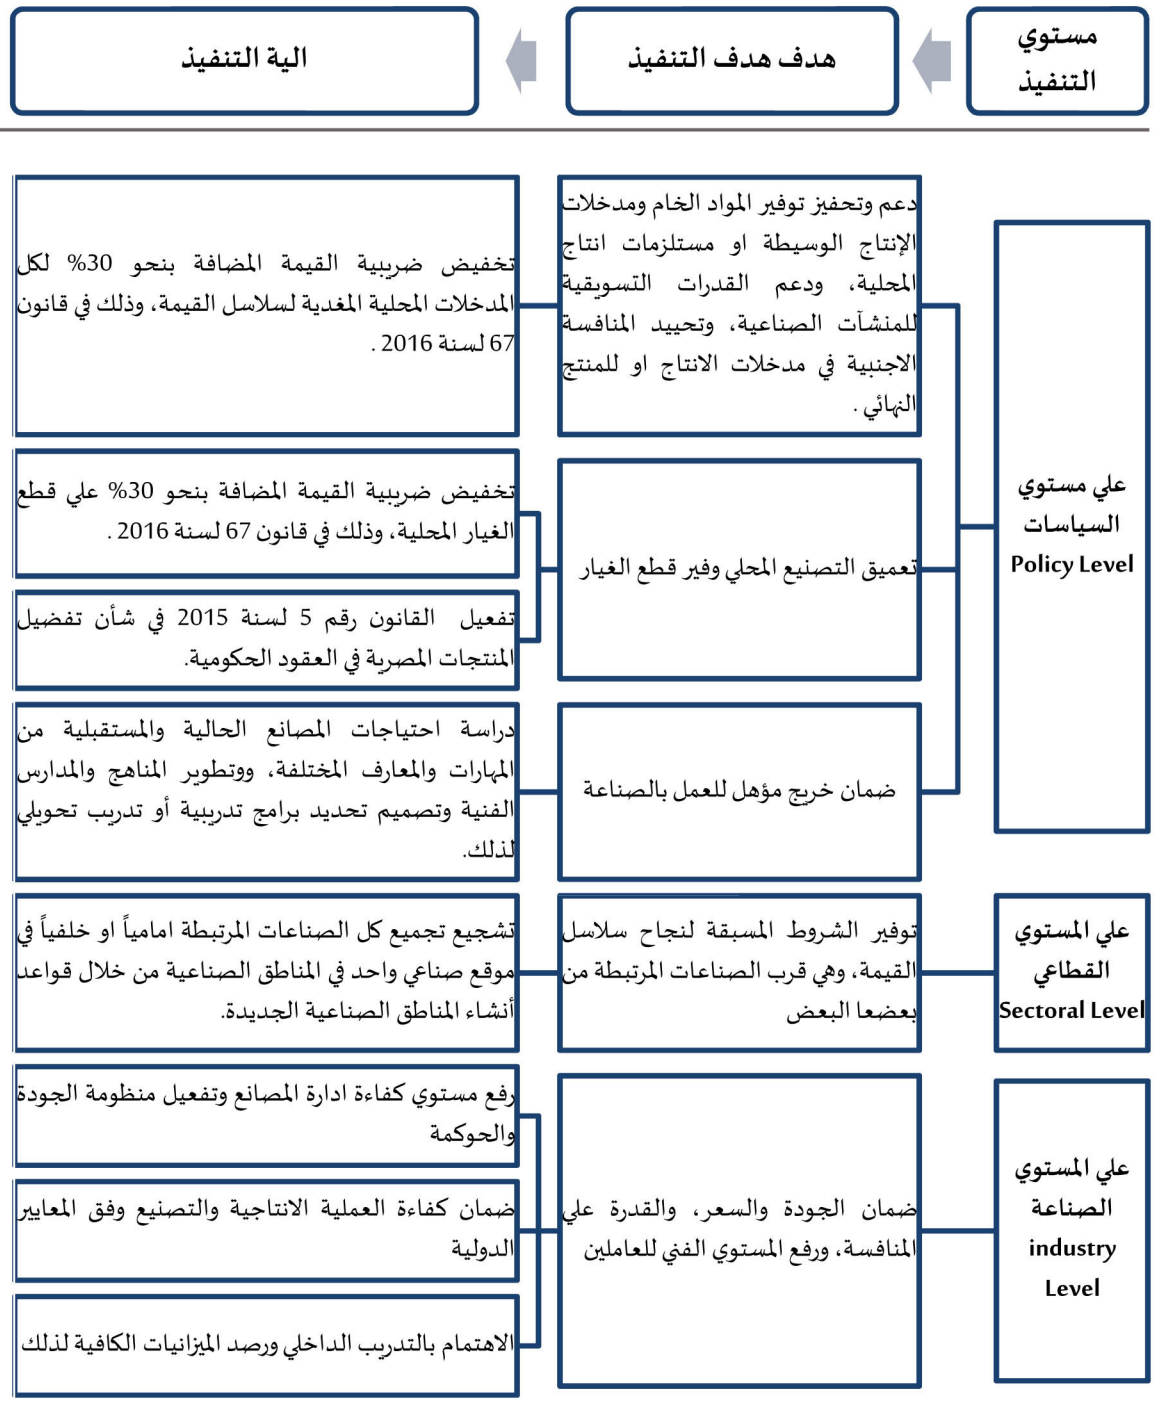 مستوي
التنفيذ
هدف هدف التنفيذ
الية التنفيذ
علي مستوي
السياسات
Policy Level
دعم وتحفيز توفير المواد الخام ومدخلات
الإنتاج الوسيطة او مستلزمات انتاج
المحلية، ودعم القدرات التسويقية
للمنشآت الصناعية، وتحييد المنافسة
الاجنبية في مدخلات الانتاج او للمنتج
النهائي .
تخفيض ضريبية القيمة المضافة بنحو 30% لكل
المدخلات المحلية المغدية لسلاسل القيمة، وذلك في قانون
67 لسنة 2016 .
تعميق التصنيع المحلي وفير قطع الغيار
تخفيض ضريبية القيمة المضافة بنحو 30% علي قطع
الغيار المحلية، وذلك في قانون 67 لسنة 2016 .
تفعيل القانون رقم 5 لسنة 2015 في شأن تفضيل
المنتجات المصرية في العقود الحكومية.
ضمان خريج مؤهل للعمل بالصناعة
دراسة احتياجات المصانع الحالية والمستقبلية من
المهارات والمعارف المختلفة، ووتطوير المناهج والمدارس
الفنية وتصميم تحديد برامج تدريبية أو تدريب تحويلي
لذلك.
علي المستوي
القطاعي
Sectoral Level
توفير الشروط المسبقة لنجاح سلاسل
القيمة، وهي قرب الصناعات المرتبطة من
بعضعا البعض
تشجيع تجميع كل الصناعات المرتبطة امامياً او خلفياً في
موقع صناعي واحد في المناطق الصناعية من خلال قواعد
أنشاء المناطق الصناعية الجديدة.
علي المستوي
الصناعة
industry
Level
ضمان الجودة والسعر، والقدرة علي
المنافسة، ورفع المستوي الفني للعاملين
رفع مستوي كفاءة ادارة المصانع وتفعيل منظومة الجودة
والحوكمة
ضمان كفاءة العملية الانتاجية والتصنيع وفق المعايير
الدولية
الاهتمام بالتدريب الداخلي ورصد الميزانيات الكافية لذلك